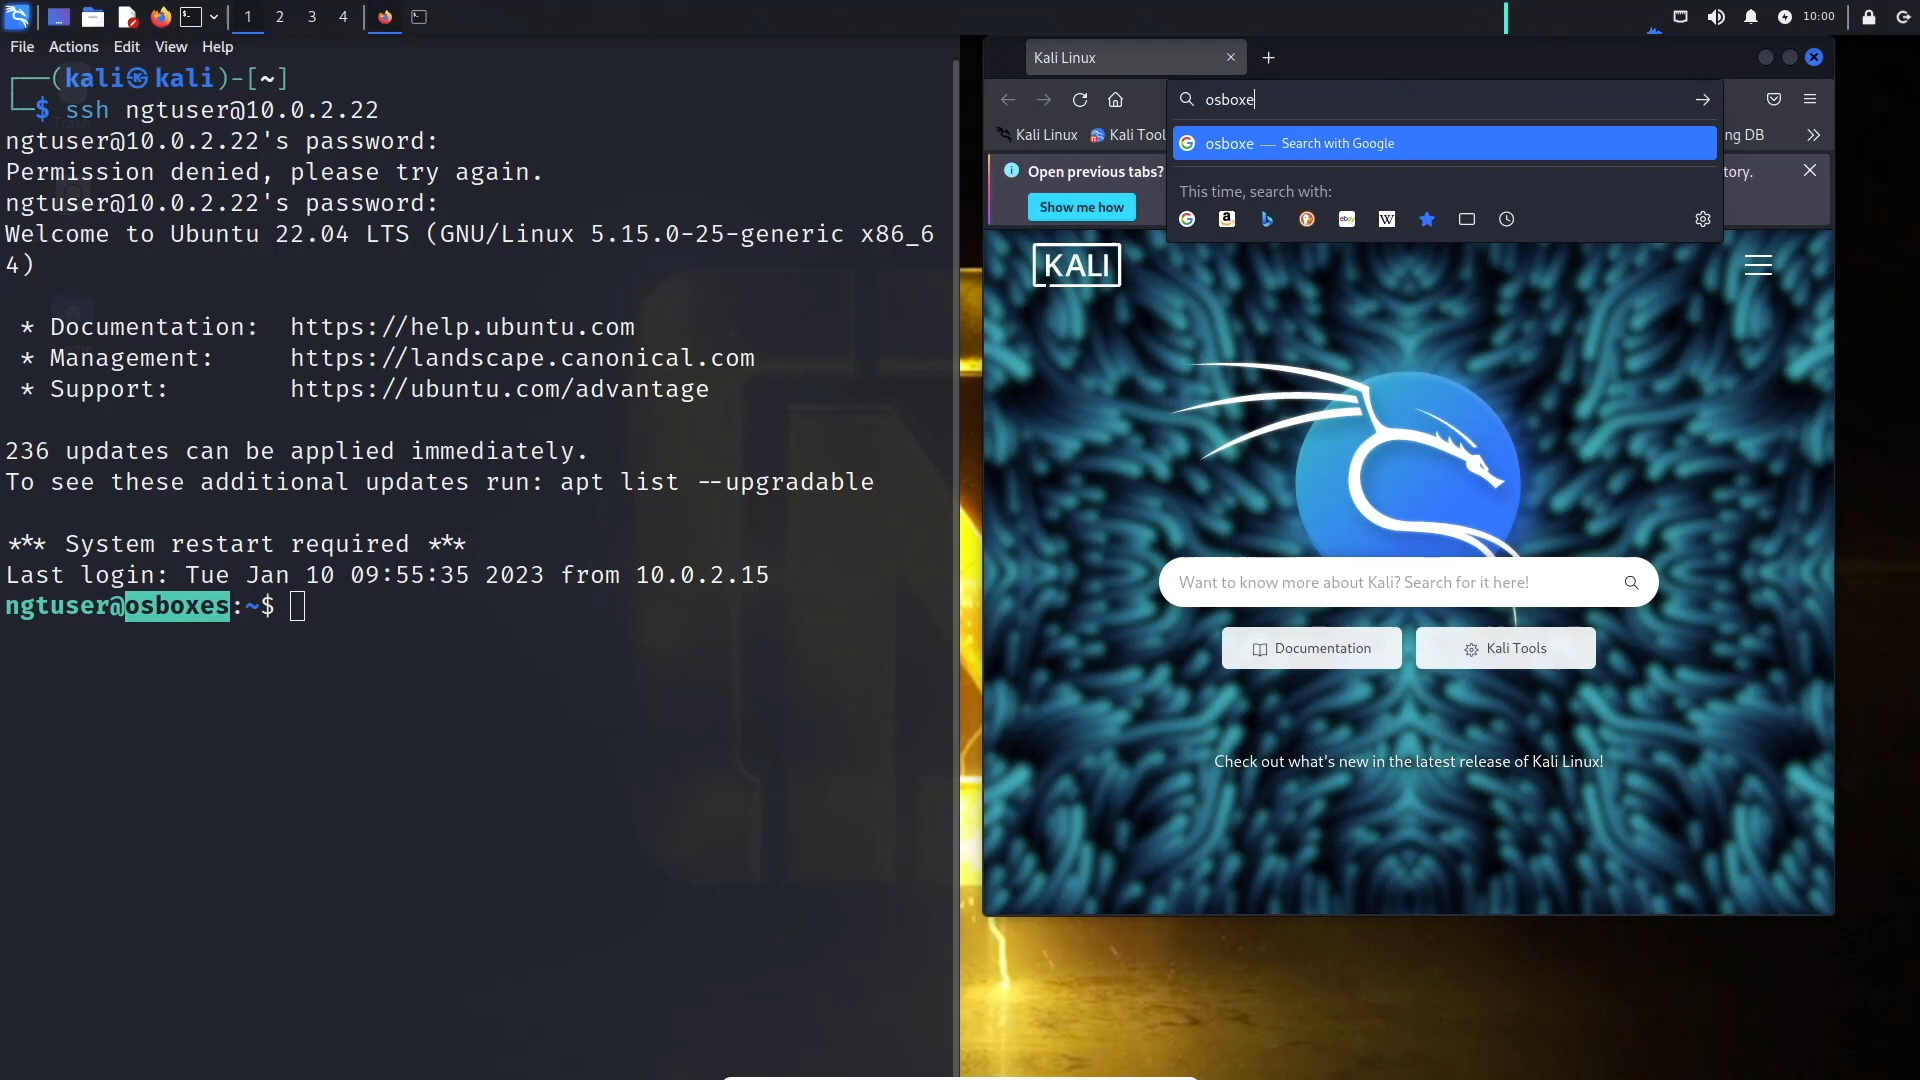 1 2 3 4
10:00
File Actions Edit View Help
┌──(kali㉿kali)-[~]
└─$ ssh ngtuser@10.0.2.22
ngtuser@10.0.2.22's password:
Permission denied, please try again.
ngtuser@10.0.2.22's password:
Welcome to Ubuntu 22.04 LTS (GNU/Linux 5.15.0-25-generic x86_6
4)
* Documentation: https://help.ubuntu.com
* Management: https://landscape.canonical.com
* Support: https://ubuntu.com/advantage
236 updates can be applied immediately.
To see these additional updates run: apt list --upgradable
*** System restart required ***
Last login: Tue Jan 10 09:55:35 2023 from 10.0.2.15
ngtuser@osboxes:~$
Kali Linux
osboxe
Kali Linux Kali Tool
ng DB
osboxe — Search with Google
Open previous tabs?
tory.
This time, search with:
Show me how
KALI
Want to know more about Kali? Search for it here!
Documentation
Kali Tools
Check out what's new in the latest release of Kali Linux!